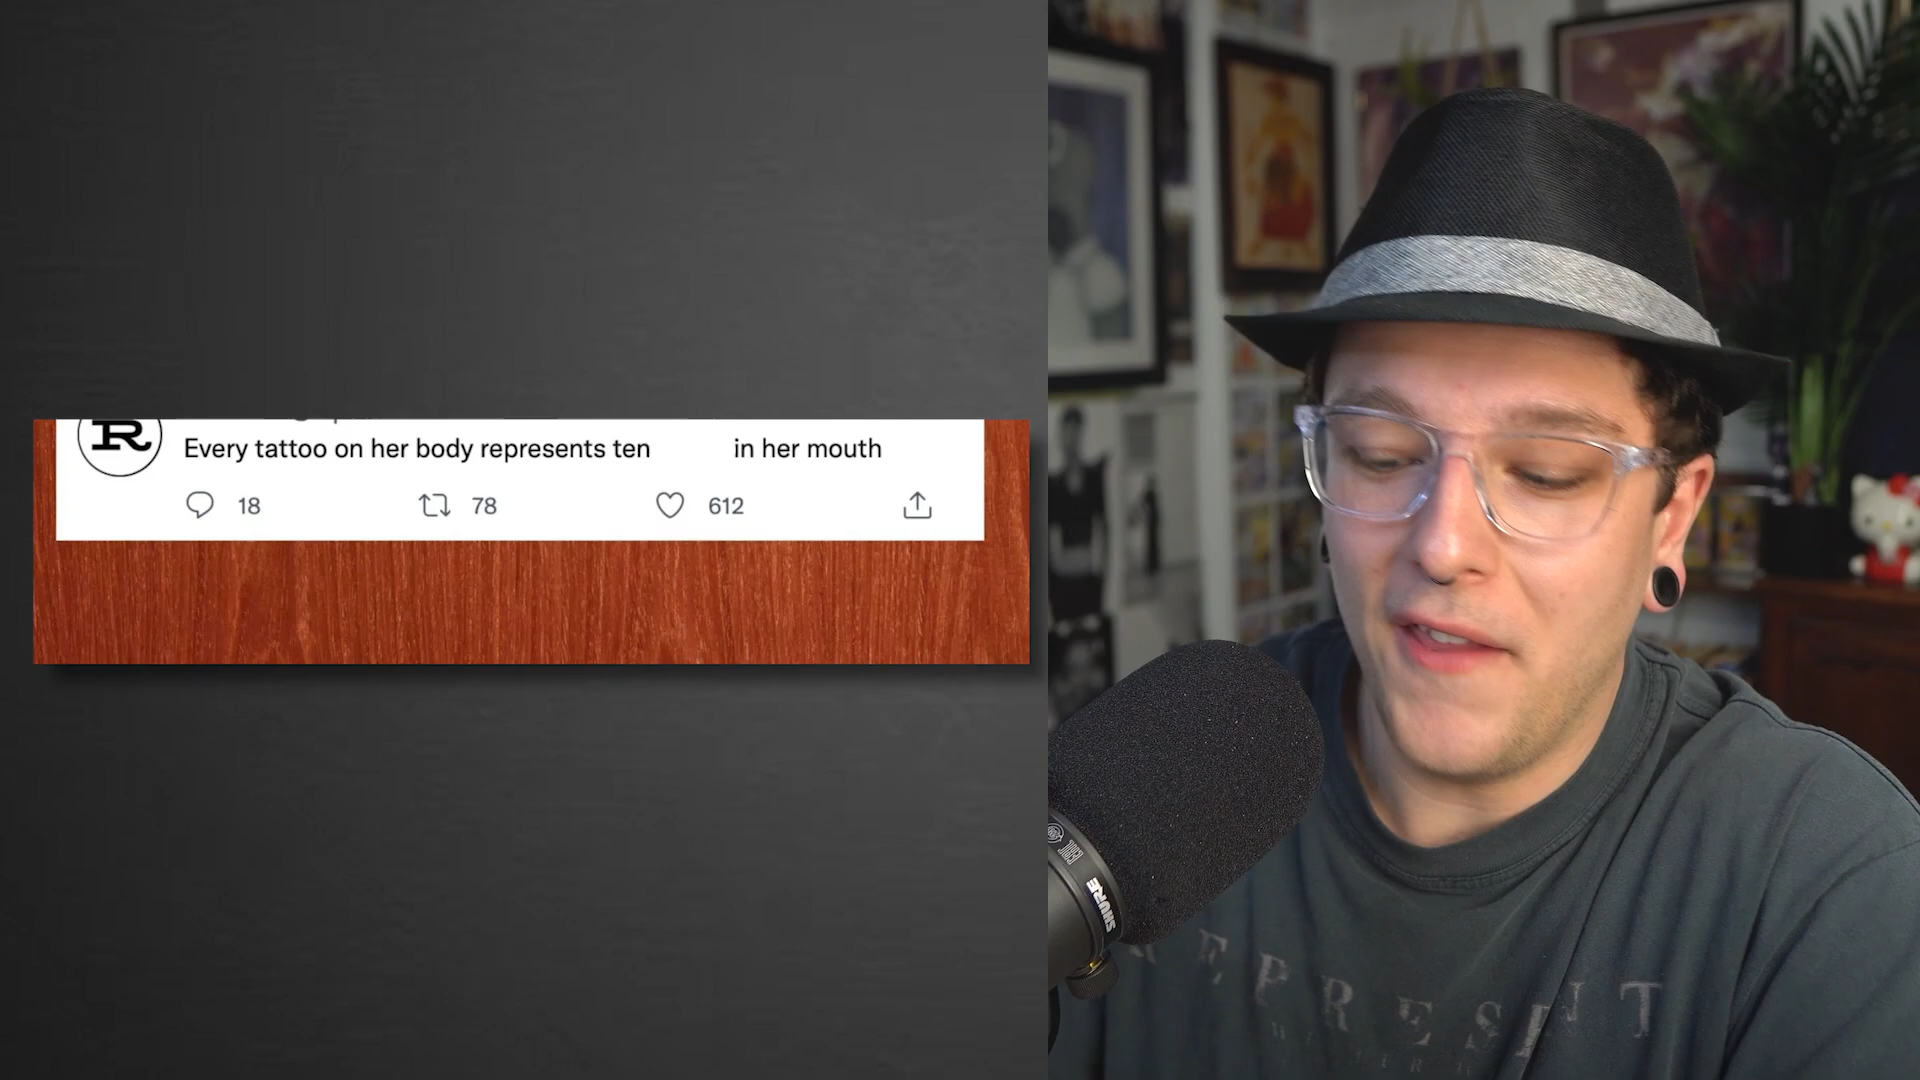 R
Every tattoo on her body represents ten in her mouth
18 78 612
SHURE
REPRESENT